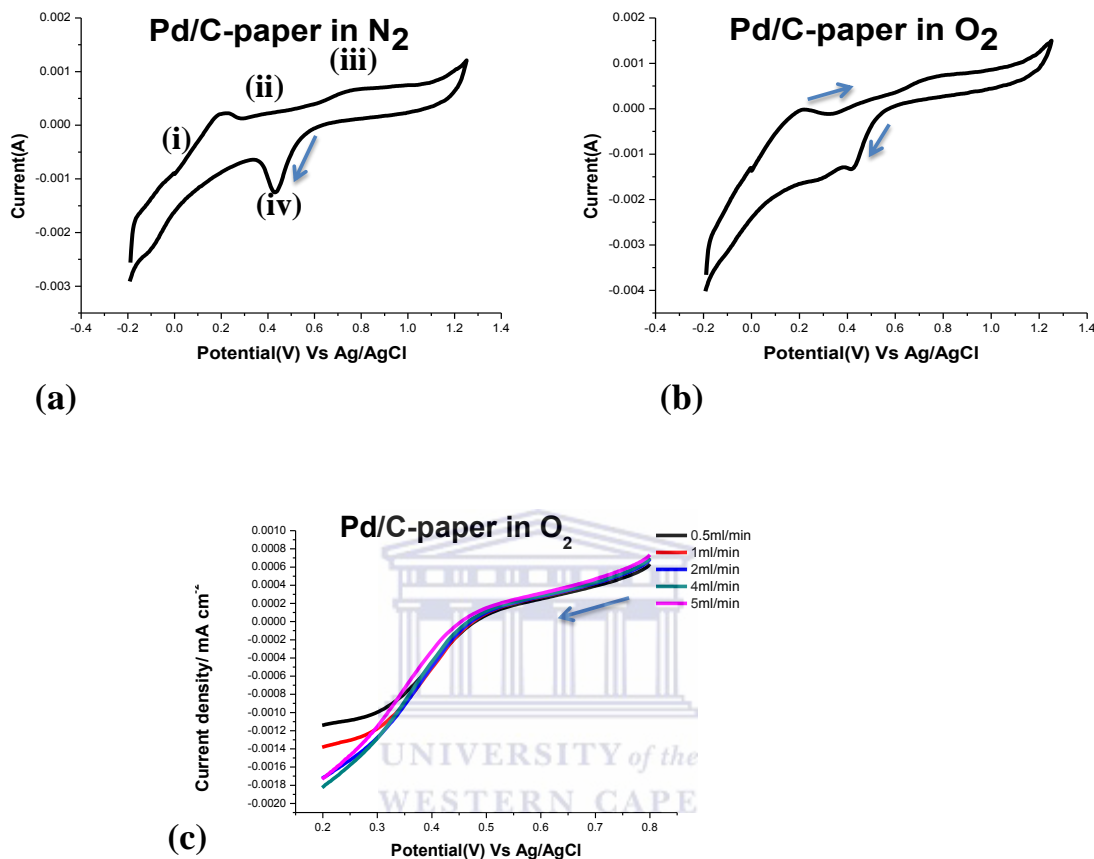 Pd/C-paper in N2
(i)
(ii)
(iii)
(iv)
0.002
0.001
0.000
-0.001
-0.002
-0.003
Current(A)
-0.4 -0.2 0.0 0.2 0.4 0.6 0.8 1.0 1.2 1.4
Potential(V) Vs Ag/AgCl
(a)
Pd/C-paper in O2
0.002
0.001
0.000
-0.001
-0.002
-0.003
-0.004
Current(A)
-0.4 -0.2 0.0 0.2 0.4 0.6 0.8 1.0 1.2 1.4
Potential(V) Vs Ag/AgCl
(b)
Pd/C-paper in O2
0.5ml/min
1ml/min
2ml/min
4ml/min
5ml/min
0.0010
0.0008
0.0006
0.0004
0.0002
0.0000
-0.0002
-0.0004
-0.0006
-0.0008
-0.0010
-0.0012
-0.0014
-0.0016
-0.0018
-0.0020
Current density/ mA cm⁻²
UNIVERSITY of the
WESTERN CAPE
0.2 0.3 0.4 0.5 0.6 0.7 0.8
Potential(V) Vs Ag/AgCl
(c)